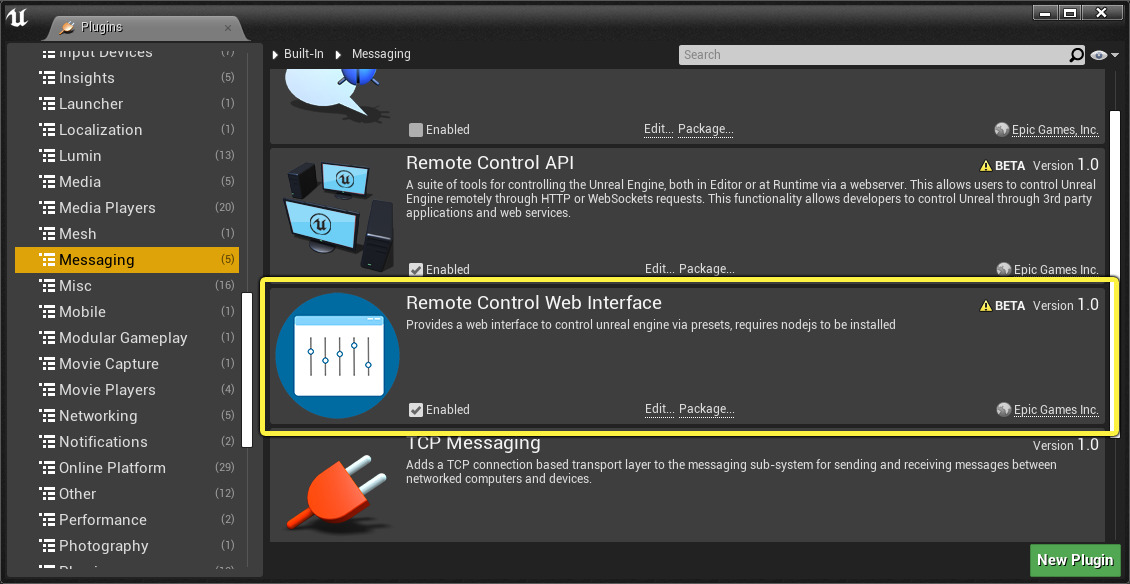 Plugins
Input Devices (7)
Insights (5)
Launcher (1)
Localization (1)
Lumin (13)
Media (5)
Media Players (20)
Mesh (1)
Messaging (5)
Misc (16)
Mobile (1)
Modular Gameplay (1)
Movie Capture (1)
Movie Players (4)
Networking (5)
Notifications (2)
Online Platform (29)
Other (12)
Performance (2)
Photography (1)
Built-In Messaging
Search
Enabled Edit... Package... Epic Games, Inc.
Remote Control API BETA Version 1.0
A suite of tools for controlling the Unreal Engine, both in Editor or at Runtime via a webserver. This allows users to control Unreal
Engine remotely through HTTP or WebSockets requests. This functionality allows developers to control Unreal through 3rd party
applications and web services.
Enabled Edit... Package... Epic Games Inc.
Remote Control Web Interface BETA Version 1.0
Provides a web interface to control unreal engine via presets, requires nodejs to be installed
Enabled Edit... Package... Epic Games Inc.
TCP Messaging Version 1.0
Adds a TCP connection based transport layer to the messaging sub-system for sending and receiving messages between
networked computers and devices.
New Plugin